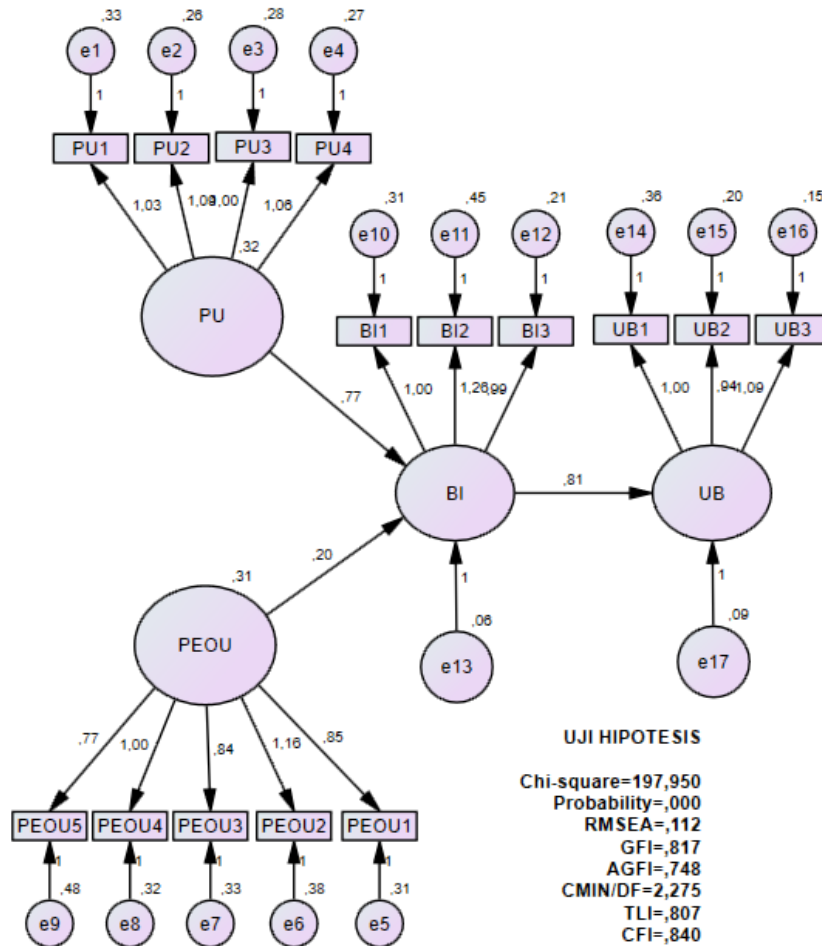 ,33 ,26 ,28 ,27
e1 e2 e3 e4
1 1 1 1
PU1 PU2 PU3 PU4
1,03 1,00 1,06
,32
PU
,31 ,45 ,21 ,36 ,20 ,15
e10 e11 e12 e14 e15 e16
1 1 1 1 1 1
BI1 BI2 BI3 UB1 UB2 UB3
1,00 1,26 ,99 1,00 ,94 1,09
,77
BI ,81 UB
,20
,31
1 1
,06 ,09
PEOU e13 e17
,77 1,00 ,84 1,16 ,85
PEOU5 PEOU4 PEOU3 PEOU2 PEOU1
1 1 1 1 1
,48 ,32 ,33 ,38 ,31
e9 e8 e7 e6 e5
UJI HIPOTESIS
Chi-square=197,950
Probability=,000
RMSEA=,112
GFI=,817
AGFI=,748
CMIN/DF=2,275
TLI=,807
CFI=,840